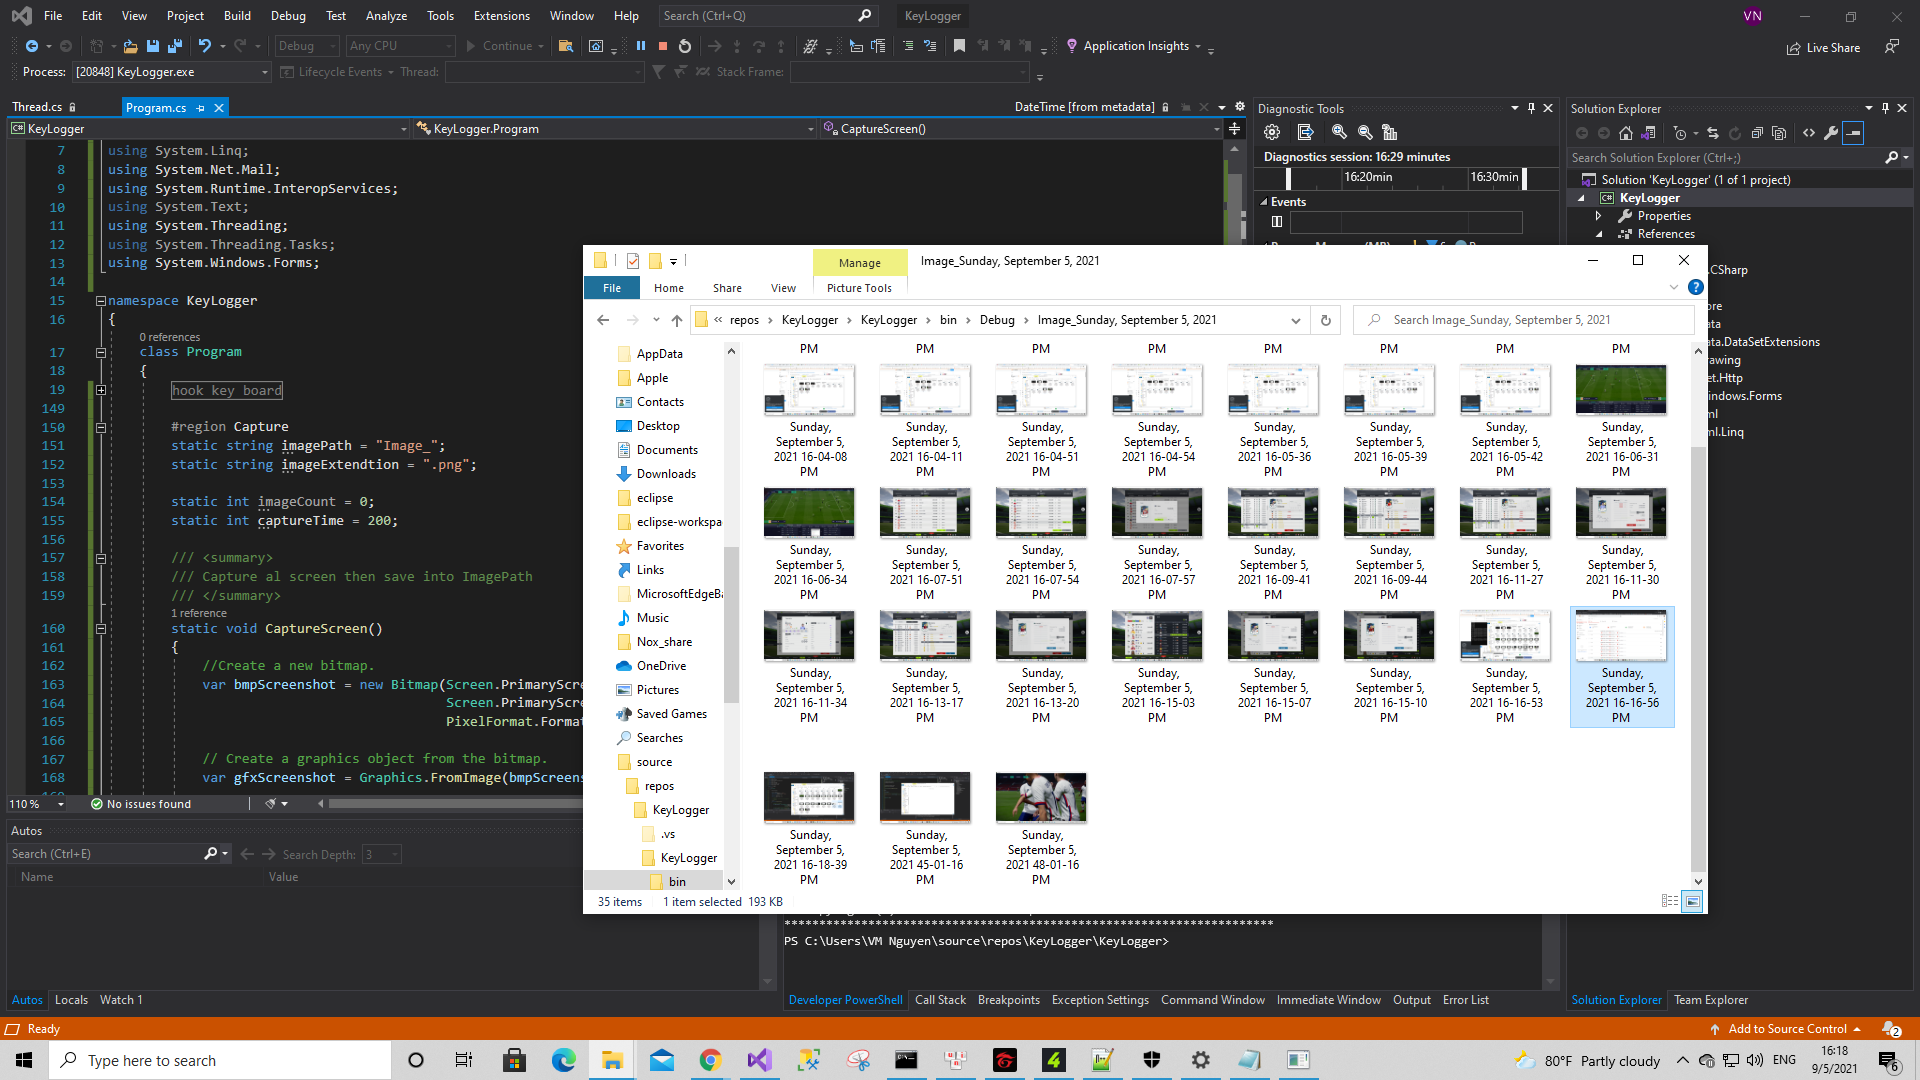 File Edit View Project Build Debug Test Analyze Tools Extensions Window Help Search (Ctrl+Q) KeyLogger VN
Debug Any CPU Continue Application Insights Live Share
Process: [20848] KeyLogger.exe Lifecycle Events Thread: Stack Frame:
Thread.cs Program.cs DateTime [from metadata]
KeyLogger KeyLogger.Program CaptureScreen()
7 using System.Linq;
8 using System.Net.Mail;
9 using System.Runtime.InteropServices;
10 using System.Text;
11 using System.Threading;
12 using System.Threading.Tasks;
13 using System.Windows.Forms;
14
15 namespace KeyLogger
16 {
0 references
17 class Program
18 {
19 hook key board
149
150 #region Capture
151 static string imagePath = "Image_";
152 static string imageExtendtion = ".png";
153
154 static int imageCount = 0;
155 static int captureTime = 200;
156
157 /// <summary>
158 /// Capture al screen then save into ImagePath
159 /// </summary>
1 reference
160 static void CaptureScreen()
161 {
162 //Create a new bitmap.
163 var bmpScreenshot = new Bitmap(Screen.PrimaryScre
164 Screen.PrimaryScre
165 PixelFormat.Format
166
167 // Create a graphics object from the bitmap.
168 var gfxScreenshot = Graphics.FromImage(bmpScreens
110 % No issues found
Autos
Search (Ctrl+E) Search Depth: 3
Name Value
Autos Locals Watch 1
Diagnostic Tools
Diagnostics session: 16:29 minutes
16:20min 16:30min
Events
Solution Explorer
Search Solution Explorer (Ctrl+;)
Solution 'KeyLogger' (1 of 1 project)
KeyLogger
Properties
References
.CSharp
ore
ata
ata.DataSetExtensions
rawing
et.Http
indows.Forms
ml
ml.Linq
Manage Image_Sunday, September 5, 2021
File Home Share View Picture Tools
repos KeyLogger KeyLogger bin Debug Image_Sunday, September 5, 2021 Search Image_Sunday, September 5, 2021
AppData
Apple
Contacts
Desktop
Documents
Downloads
eclipse
eclipse-workspa
Favorites
Links
MicrosoftEdgeBa
Music
Nox_share
OneDrive
Pictures
Saved Games
Searches
source
repos
KeyLogger
.vs
KeyLogger
bin
PM PM PM PM PM PM PM PM
Sunday, Sunday, Sunday, Sunday, Sunday, Sunday, Sunday, Sunday,
September 5, September 5, September 5, September 5, September 5, September 5, September 5, September 5,
2021 16-04-08 2021 16-04-11 2021 16-04-51 2021 16-04-54 2021 16-05-36 2021 16-05-39 2021 16-05-42 2021 16-06-31
PM PM PM PM PM PM PM PM
Sunday, Sunday, Sunday, Sunday, Sunday, Sunday, Sunday, Sunday,
September 5, September 5, September 5, September 5, September 5, September 5, September 5, September 5,
2021 16-06-34 2021 16-07-51 2021 16-07-54 2021 16-07-57 2021 16-09-41 2021 16-09-44 2021 16-11-27 2021 16-11-30
PM PM PM PM PM PM PM PM
Sunday, Sunday, Sunday, Sunday, Sunday, Sunday, Sunday, Sunday,
September 5, September 5, September 5, September 5, September 5, September 5, September 5, September 5,
2021 16-11-34 2021 16-13-17 2021 16-13-20 2021 16-15-03 2021 16-15-07 2021 16-15-10 2021 16-16-53 2021 16-16-56
PM PM PM PM PM PM PM PM
Sunday, Sunday, Sunday,
September 5, September 5, September 5,
2021 16-18-39 2021 45-01-16 2021 48-01-16
PM PM PM
35 items 1 item selected 193 KB
**********************************************************************
PS C:\Users\VM Nguyen\source\repos\KeyLogger\KeyLogger>
Developer PowerShell Call Stack Breakpoints Exception Settings Command Window Immediate Window Output Error List
Solution Explorer Team Explorer
Ready Add to Source Control 2
Type here to search 80°F Partly cloudy ENG 16:18 9/5/2021 6